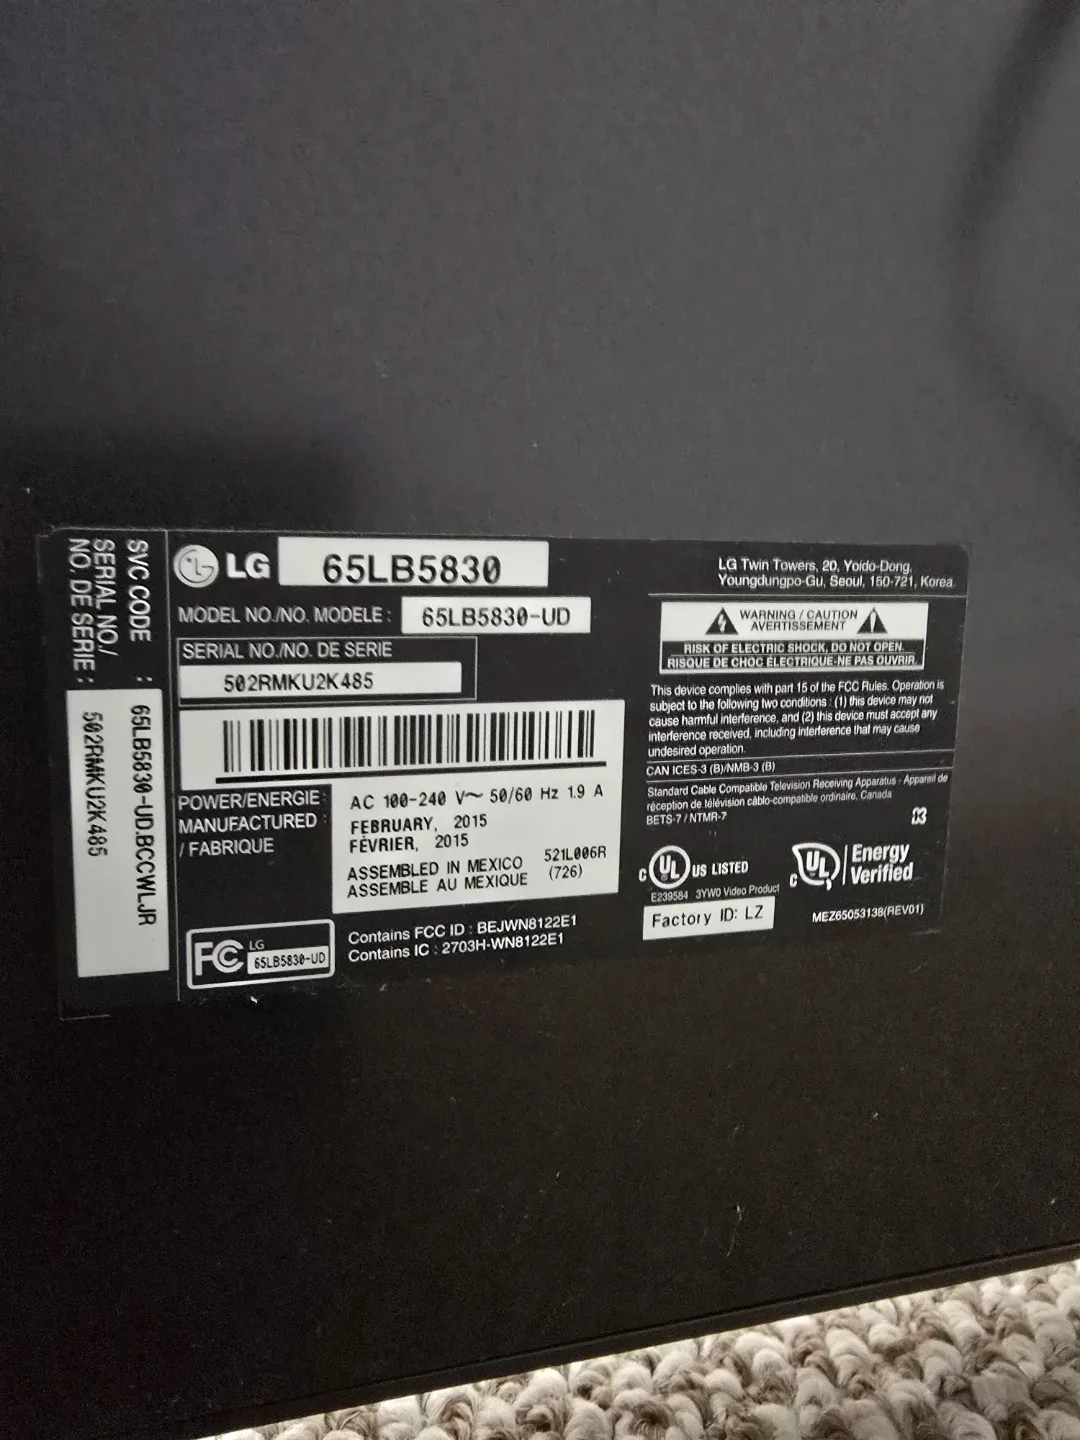 SVC CODE : 65LB5830-UD.BCCWLJR
SERIAL NO./
NO. DE SERIE : 502RMKU2K485
LG 65LB5830
MODEL NO./NO. MODELE : 65LB5830-UD
SERIAL NO./NO. DE SERIE
502RMKU2K485
POWER/ENERGIE : AC 100-240 V~ 50/60 Hz 1.9 A
MANUFACTURED : FEBRUARY, 2015
/ FABRIQUE FÉVRIER, 2015
ASSEMBLED IN MEXICO 521L006R
ASSEMBLE AU MEXIQUE (726)
FC LG
65LB5830-UD
Contains FCC ID : BEJWN8122E1
Contains IC : 2703H-WN8122E1
LG Twin Towers, 20, Yoido-Dong,
Youngdungpo-Gu, Seoul, 150-721, Korea.
WARNING / CAUTION
AVERTISSEMENT
RISK OF ELECTRIC SHOCK, DO NOT OPEN.
RISQUE DE CHOC ÉLECTRIQUE-NE PAS OUVRIR.
This device complies with part 15 of the FCC Rules. Operation is
subject to the following two conditions : (1) this device may not
cause harmful interference, and (2) this device must accept any
interference received, including interference that may cause
undesired operation.
CAN ICES-3 (B)/NMB-3 (B)
Standard Cable Compatible Television Receiving Apparatus - Appareil de
réception de télévision câblo-compatible ordinaire, Canada
BETS-7 / NTMR-7
03
C UL US LISTED
E239584 3YW0 Video Product
C UL Energy
Verified
Factory ID: LZ
MEZ65053138(REV01)